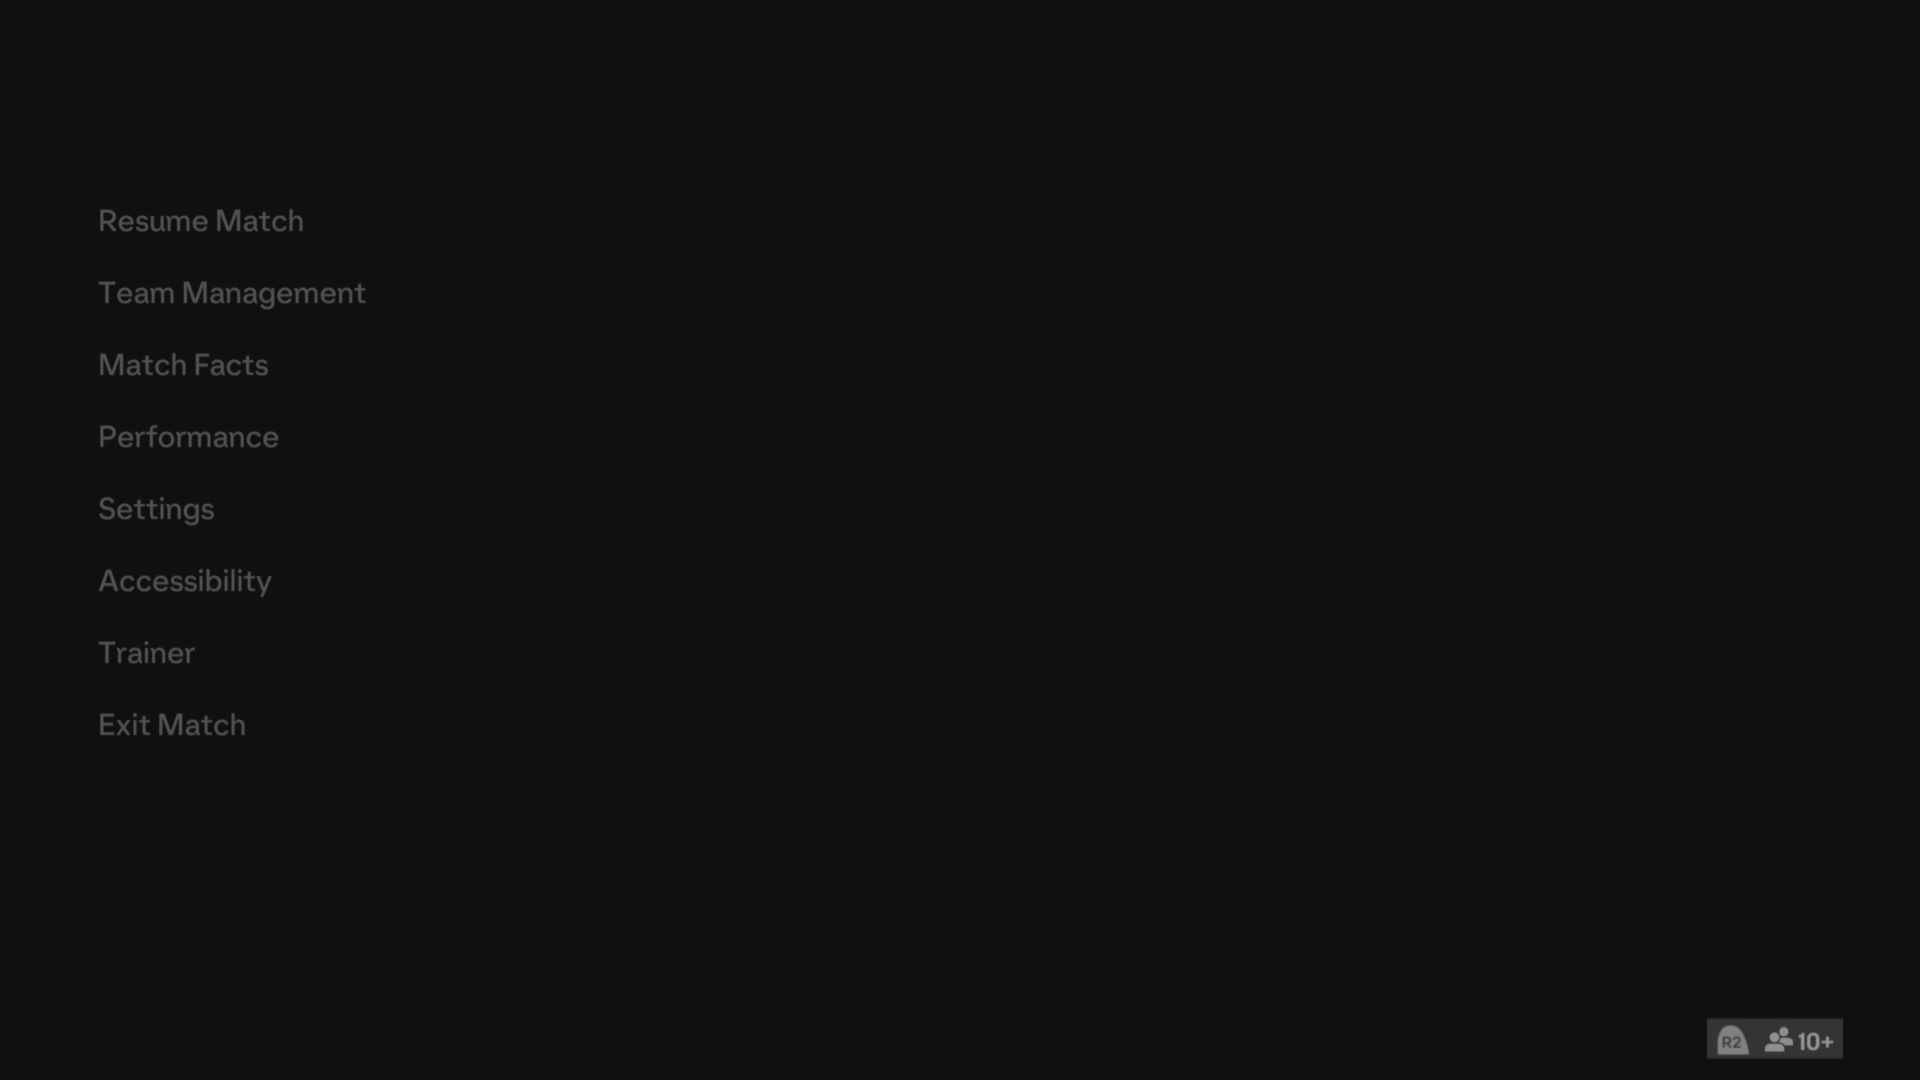 Resume Match
Team Management
Match Facts
Performance
Settings
Accessibility
Trainer
Exit Match
R2 10+